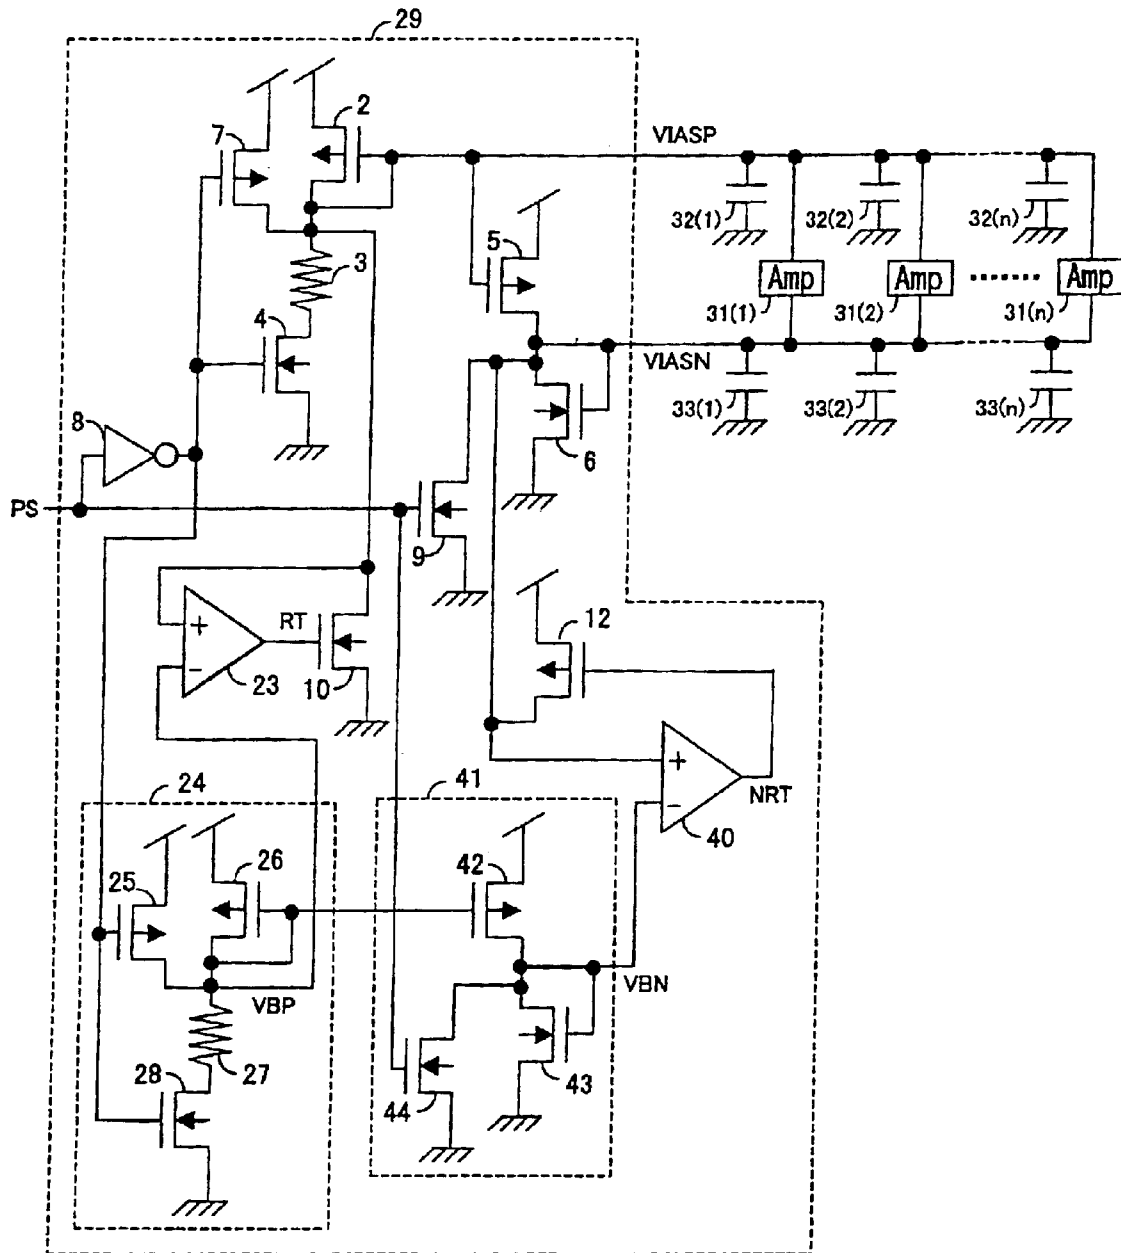 29
2
7
VIASP
32(1)
32(2)
32(n)
5
3
Amp
Amp
Amp
31(1)
31(2)
31(n)
4
VIASN
33(1)
33(2)
33(n)
8
6
PS
9
12
RT
+
-
23
10
+
-
NRT
40
24
41
26
42
25
VBP
VBN
27
28
43
44